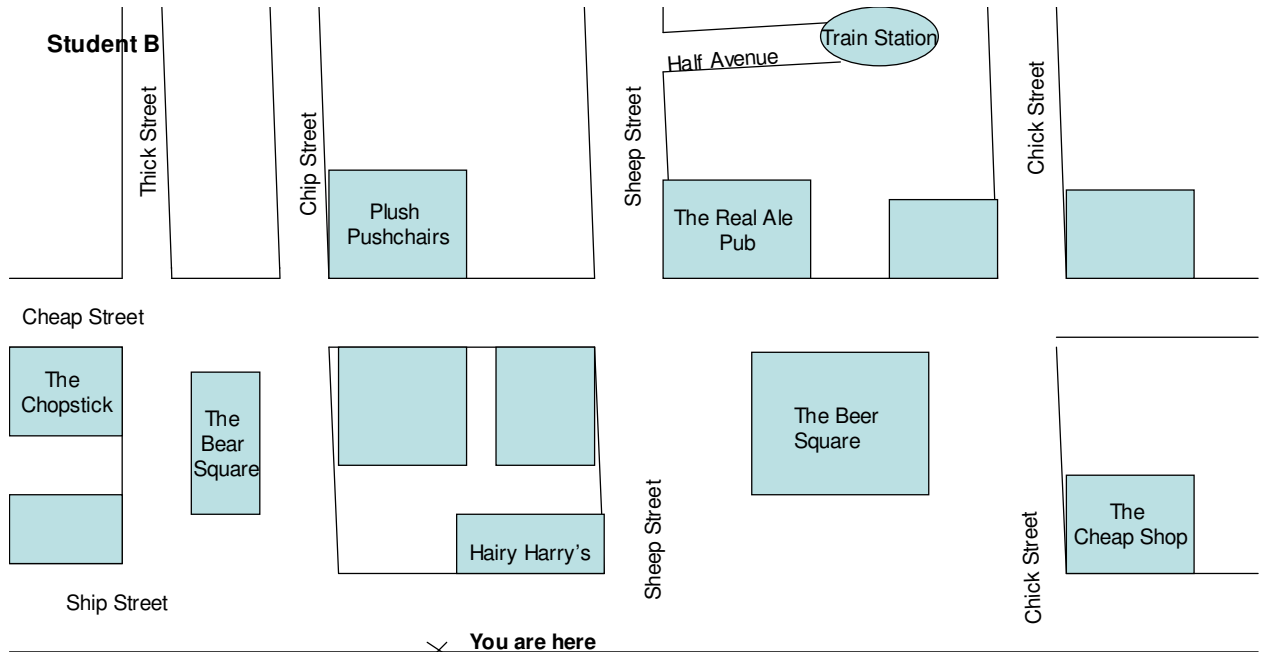 Student B
Train Station
Half Avenue
Thick Street
Chip Street
Sheep Street
Chick Street
Plush
Pushchairs
The Real Ale
Pub
Cheap Street
The
Chopstick
The
Bear
Square
The Beer
Square
Hairy Harry's
Sheep Street
Chick Street
The
Cheap Shop
Ship Street
You are here